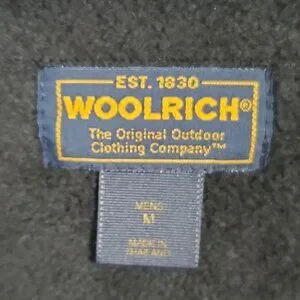 EST. 1830
WOOLRICH®
The Original Outdoor
Clothing Company™
MENS
M
MADE IN
THAILAND